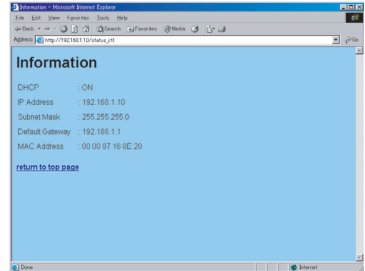 Information - Microsoft Internet Explorer
File Edit View Favorites Tools Help
Back Search Favorites Media
Address http://192.168.1.10/status_ctl Go
Information
DHCP : ON
IP Address : 192.168.1.10
Subnet Mask : 255.255.255.0
Default Gateway : 192.168.1.1
MAC Address : 00 00 87 16 8E 20
return to top page
Done Internet